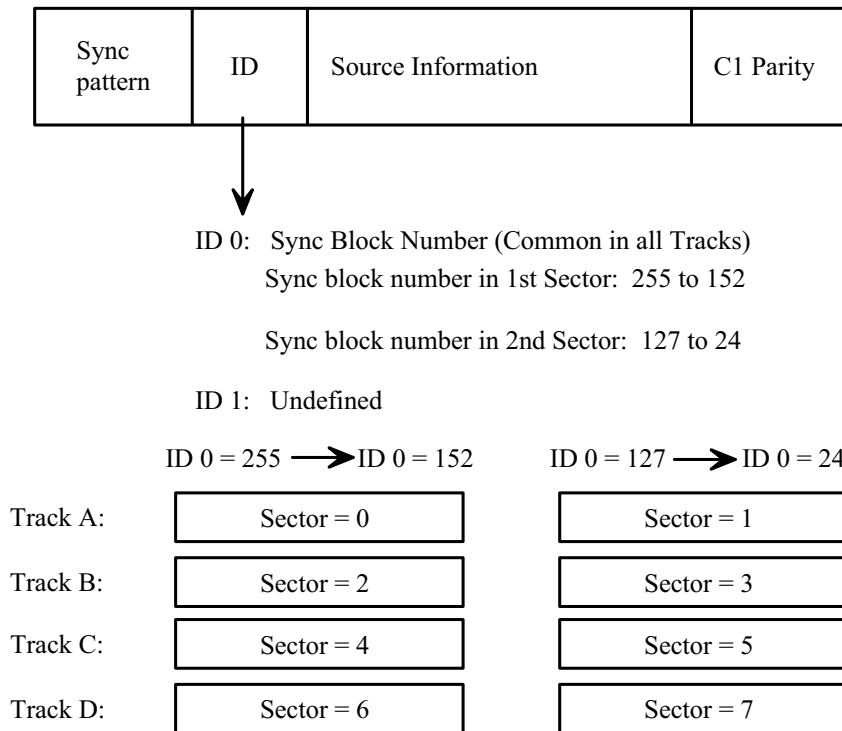 Sync pattern ID Source Information C1 Parity
ID 0: Sync Block Number (Common in all Tracks)
Sync block number in 1st Sector: 255 to 152
Sync block number in 2nd Sector: 127 to 24
ID 1: Undefined
ID 0 = 255 ID 0 = 152 ID 0 = 127 ID 0 = 24
Track A: Sector = 0 Sector = 1
Track B: Sector = 2 Sector = 3
Track C: Sector = 4 Sector = 5
Track D: Sector = 6 Sector = 7